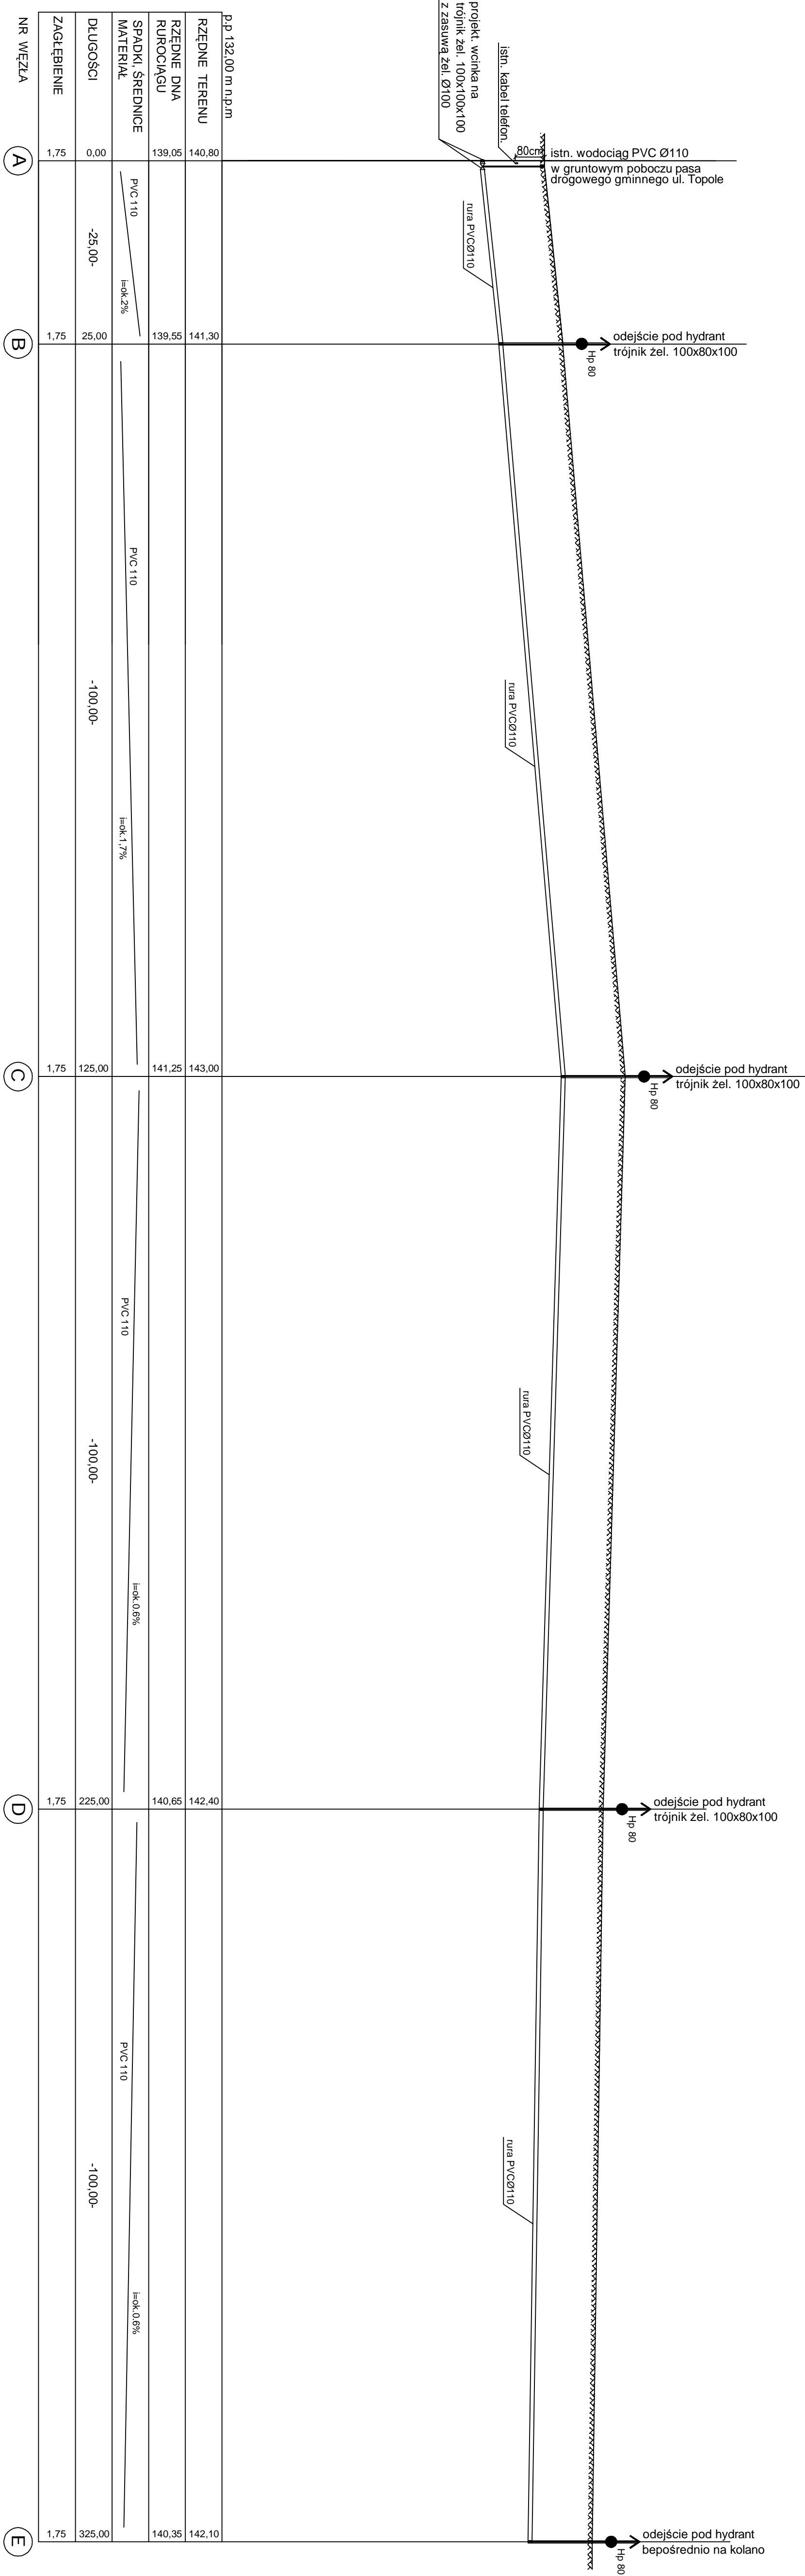 projekt. wcinka na
trójnik żel. 100x100x100
z zasuwą żel. Ø100
istn. kabel telefon.
80cm
istn. wodociąg PVC Ø110
w gruntowym poboczu pasa
drogowego gminnego ul. Topole
rura PVCØ110
odejście pod hydrant
trójnik żel. 100x80x100
Hp 80
rura PVCØ110
odejście pod hydrant
trójnik żel. 100x80x100
Hp 80
rura PVCØ110
odejście pod hydrant
trójnik żel. 100x80x100
Hp 80
rura PVCØ110
odejście pod hydrant
bepośrednio na kolano
Hp 80
p.p 132,00 m n.p.m
RZĘDNE TERENU
140,80
141,30
143,00
142,40
142,10
RZĘDNE DNA
RUROCIĄGU
139,05
139,55
141,25
140,65
140,35
SPADKI, ŚREDNICE
MATERIAŁ
PVC 110
i=ok.2%
PVC 110
i=ok.1,7%
PVC 110
i=ok.0.6%
PVC 110
i=ok.0.6%
DŁUGOŚCI
0,00
-25,00-
25,00
-100,00-
125,00
-100,00-
225,00
-100,00-
325,00
ZAGŁĘBIENIE
1,75
1,75
1,75
1,75
1,75
NR WĘZŁA
A
B
C
D
E